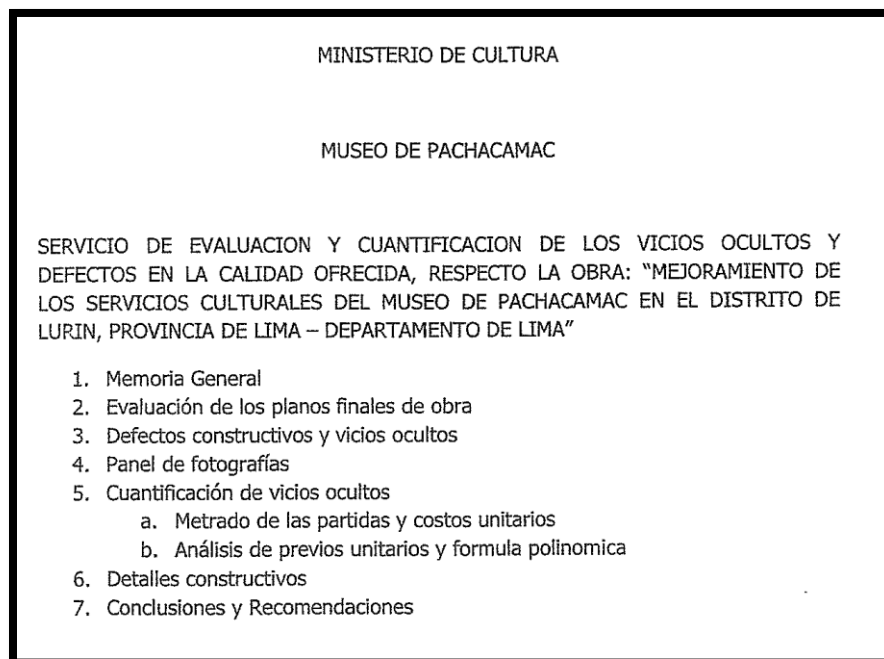 MINISTERIO DE CULTURA
MUSEO DE PACHACAMAC
SERVICIO DE EVALUACION Y CUANTIFICACION DE LOS VICIOS OCULTOS Y
DEFECTOS EN LA CALIDAD OFRECIDA, RESPECTO LA OBRA: “MEJORAMIENTO DE
LOS SERVICIOS CULTURALES DEL MUSEO DE PACHACAMAC EN EL DISTRITO DE
LURIN, PROVINCIA DE LIMA – DEPARTAMENTO DE LIMA”
1. Memoria General
2. Evaluación de los planos finales de obra
3. Defectos constructivos y vicios ocultos
4. Panel de fotografías
5. Cuantificación de vicios ocultos
a. Metrado de las partidas y costos unitarios
b. Análisis de previos unitarios y formula polinomica
6. Detalles constructivos
7. Conclusiones y Recomendaciones